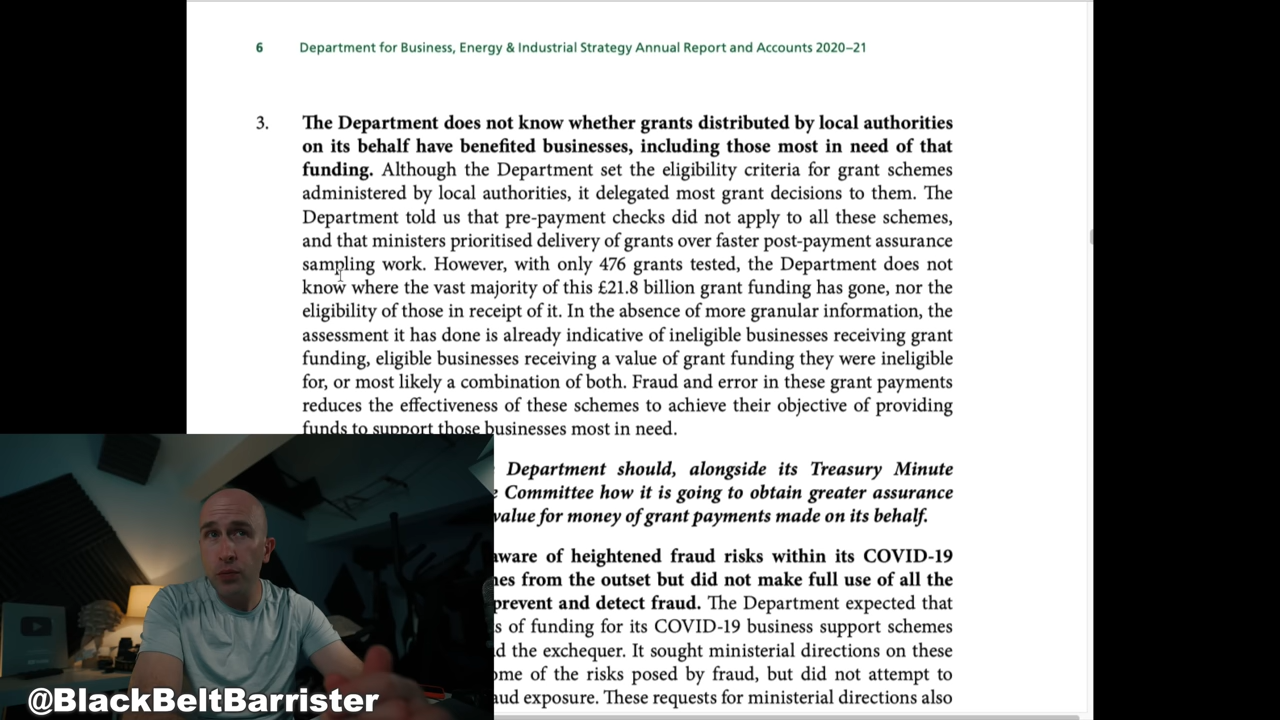 6 Department for Business, Energy & Industrial Strategy Annual Report and Accounts 2020–21
3. The Department does not know whether grants distributed by local authorities
on its behalf have benefited businesses, including those most in need of that
funding. Although the Department set the eligibility criteria for grant schemes
administered by local authorities, it delegated most grant decisions to them. The
Department told us that pre-payment checks did not apply to all these schemes,
and that ministers prioritised delivery of grants over faster post-payment assurance
sampling work. However, with only 476 grants tested, the Department does not
know where the vast majority of this £21.8 billion grant funding has gone, nor the
eligibility of those in receipt of it. In the absence of more granular information, the
assessment it has done is already indicative of ineligible businesses receiving grant
funding, eligible businesses receiving a value of grant funding they were ineligible
for, or most likely a combination of both. Fraud and error in these grant payments
reduces the effectiveness of these schemes to achieve their objective of providing
funds to support those businesses most in need.
Department should, alongside its Treasury Minute
Committee how it is going to obtain greater assurance
value for money of grant payments made on its behalf.
aware of heightened fraud risks within its COVID-19
from the outset but did not make full use of all the
prevent and detect fraud. The Department expected that
of funding for its COVID-19 business support schemes
the exchequer. It sought ministerial directions on these
of the risks posed by fraud, but did not attempt to
exposure. These requests for ministerial directions also
@BlackBeltBarrister